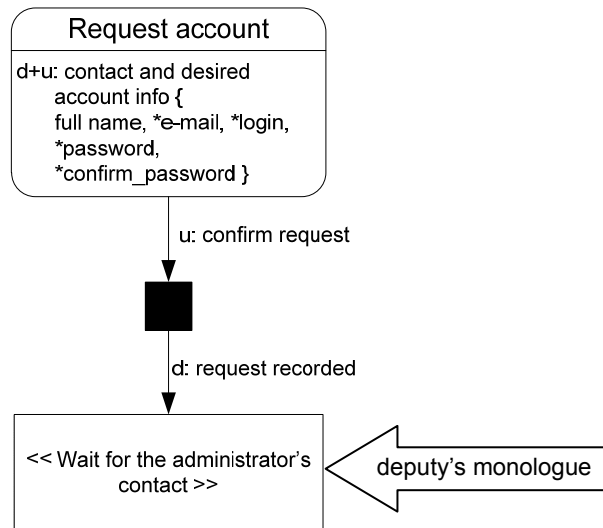 Request account
d+u: contact and desired
account info {
full name, *e-mail, *login,
*password,
*confirm_password }
u: confirm request
d: request recorded
<< Wait for the administrator's
contact >>
deputy's monologue